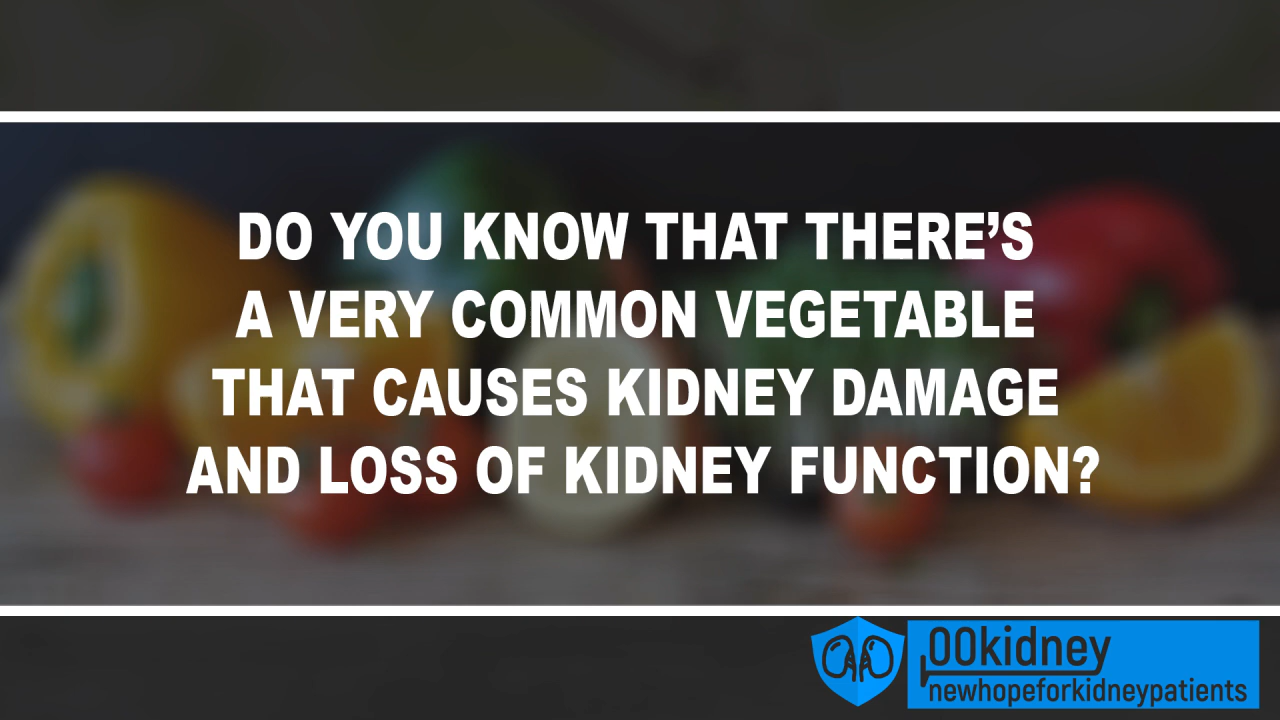 DO YOU KNOW THAT THERE’S
A VERY COMMON VEGETABLE
THAT CAUSES KIDNEY DAMAGE
AND LOSS OF KIDNEY FUNCTION?
00kidney
newhopeforkidneypatients